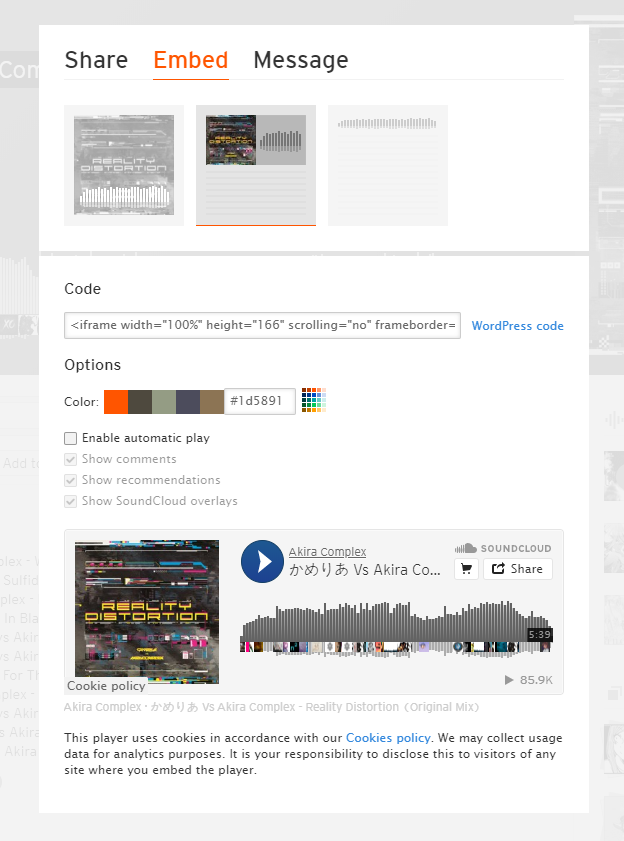 Share Embed Message
REALITY
DISTORTION
REALITY
DISTORTION
Code
<iframe width="100%" height="166" scrolling="no" frameborder=
WordPress code
Options
Color: #1d5891
Enable automatic play
Show comments
Show recommendations
Show SoundCloud overlays
REALITY
DISTORTION
Cookie policy
Akira Complex
かめりあ Vs Akira Co...
SOUNDCLOUD
Share
5:39
85.9K
Akira Complex · かめりあ Vs Akira Complex - Reality Distortion (Original Mix)
This player uses cookies in accordance with our Cookies policy. We may collect usage
data for analytics purposes. It is your responsibility to disclose this to visitors of any
site where you embed the player.